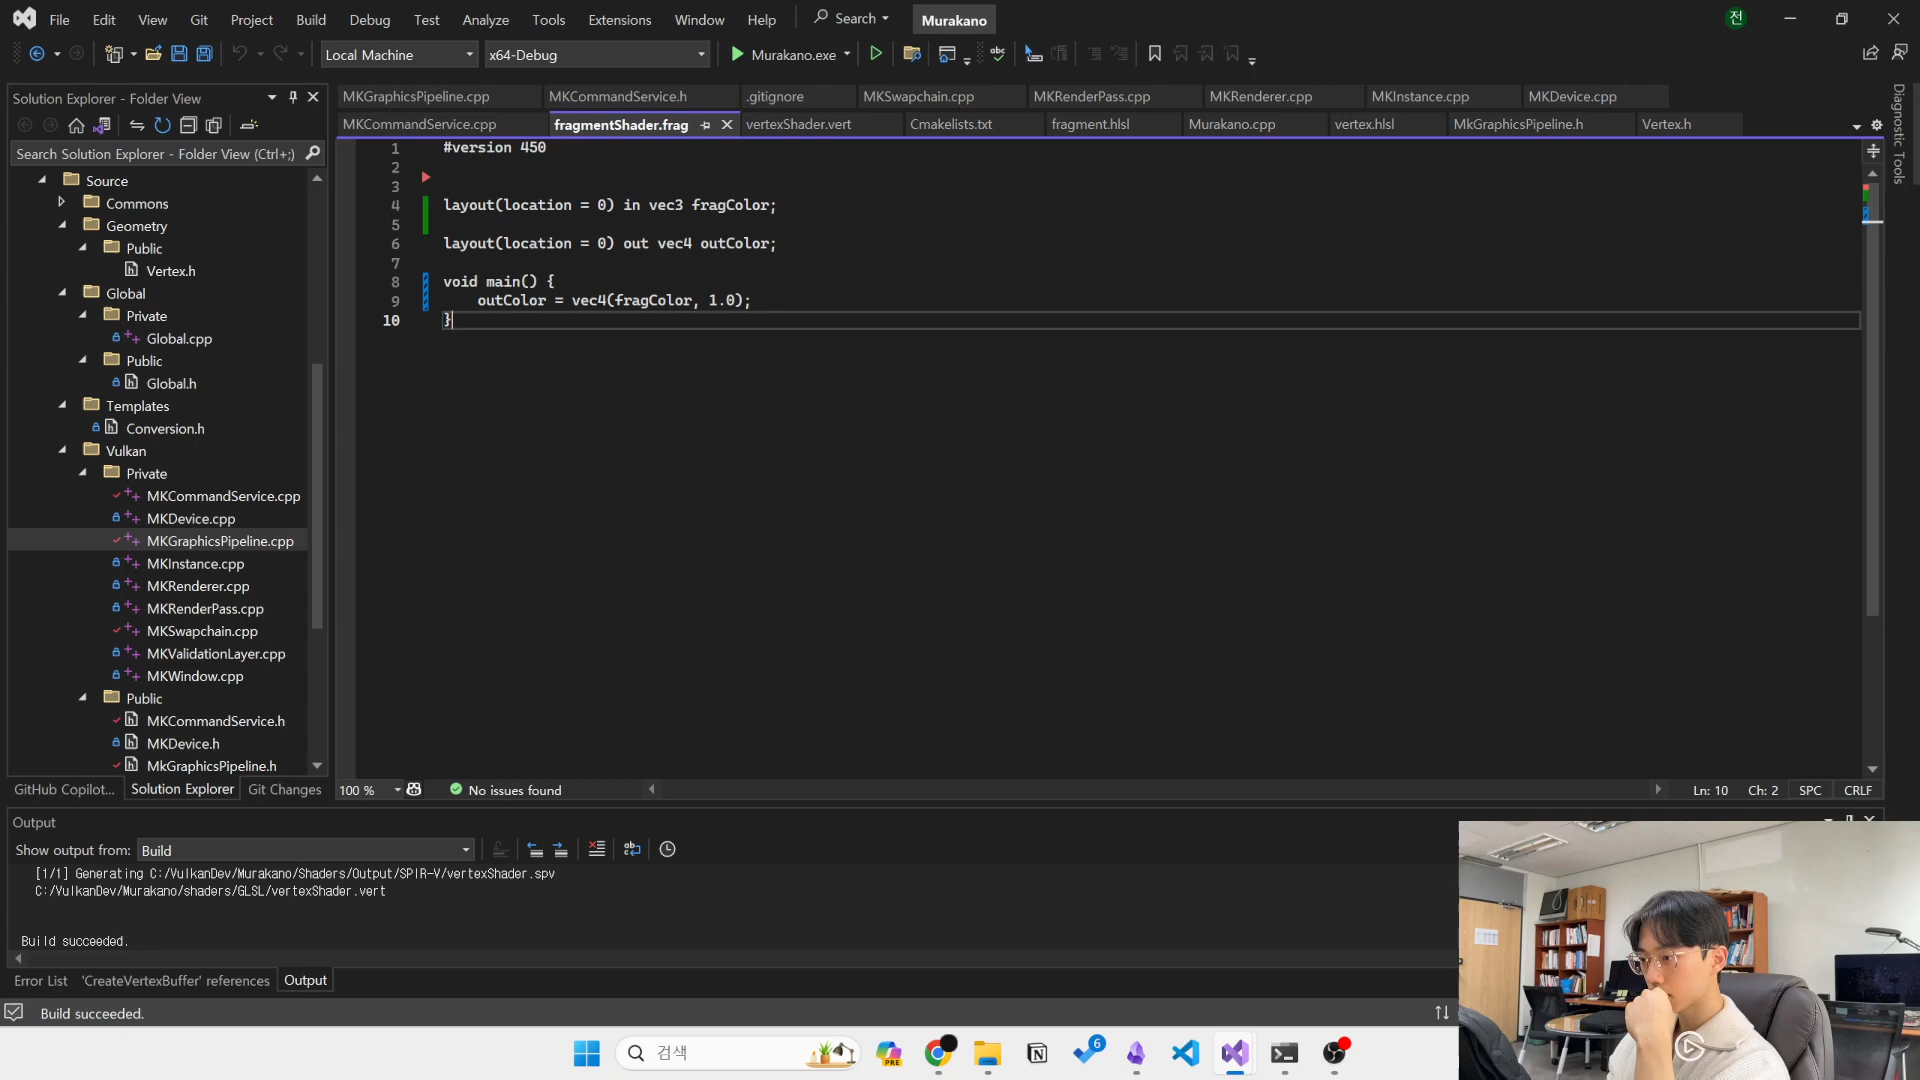 File Edit View Git Project Build Debug Test Analyze Tools Extensions Window Help Search Murakano 전
Local Machine x64-Debug Murakano.exe
Solution Explorer - Folder View
Search Solution Explorer - Folder View (Ctrl+;)
Source
Commons
Geometry
Public
Vertex.h
Global
Private
Global.cpp
Public
Global.h
Templates
Conversion.h
Vulkan
Private
MKCommandService.cpp
MKDevice.cpp
MKGraphicsPipeline.cpp
MKInstance.cpp
MKRenderer.cpp
MKRenderPass.cpp
MKSwapchain.cpp
MKValidationLayer.cpp
MKWindow.cpp
Public
MKCommandService.h
MKDevice.h
MkGraphicsPipeline.h
GitHub Copilot... Solution Explorer Git Changes
MKGraphicsPipeline.cpp MKCommandService.h .gitignore MKSwapchain.cpp MKRenderPass.cpp MKRenderer.cpp MKInstance.cpp MKDevice.cpp
MKCommandService.cpp fragmentShader.frag vertexShader.vert Cmakelists.txt fragment.hlsl Murakano.cpp vertex.hlsl MkGraphicsPipeline.h Vertex.h
1 #version 450
2
3
4 layout(location = 0) in vec3 fragColor;
5
6 layout(location = 0) out vec4 outColor;
7
8 void main() {
9 outColor = vec4(fragColor, 1.0);
10 }
Diagnostic Tools
100 % No issues found Ln: 10 Ch: 2 SPC CRLF
Output
Show output from: Build
[1/1] Generating C:/VulkanDev/Murakano/Shaders/Output/SPIR-V/vertexShader.spv
C:/VulkanDev/Murakano/shaders/GLSL/vertexShader.vert
Build succeeded.
Error List 'CreateVertexBuffer' references Output
Build succeeded.
검색 PRE 6